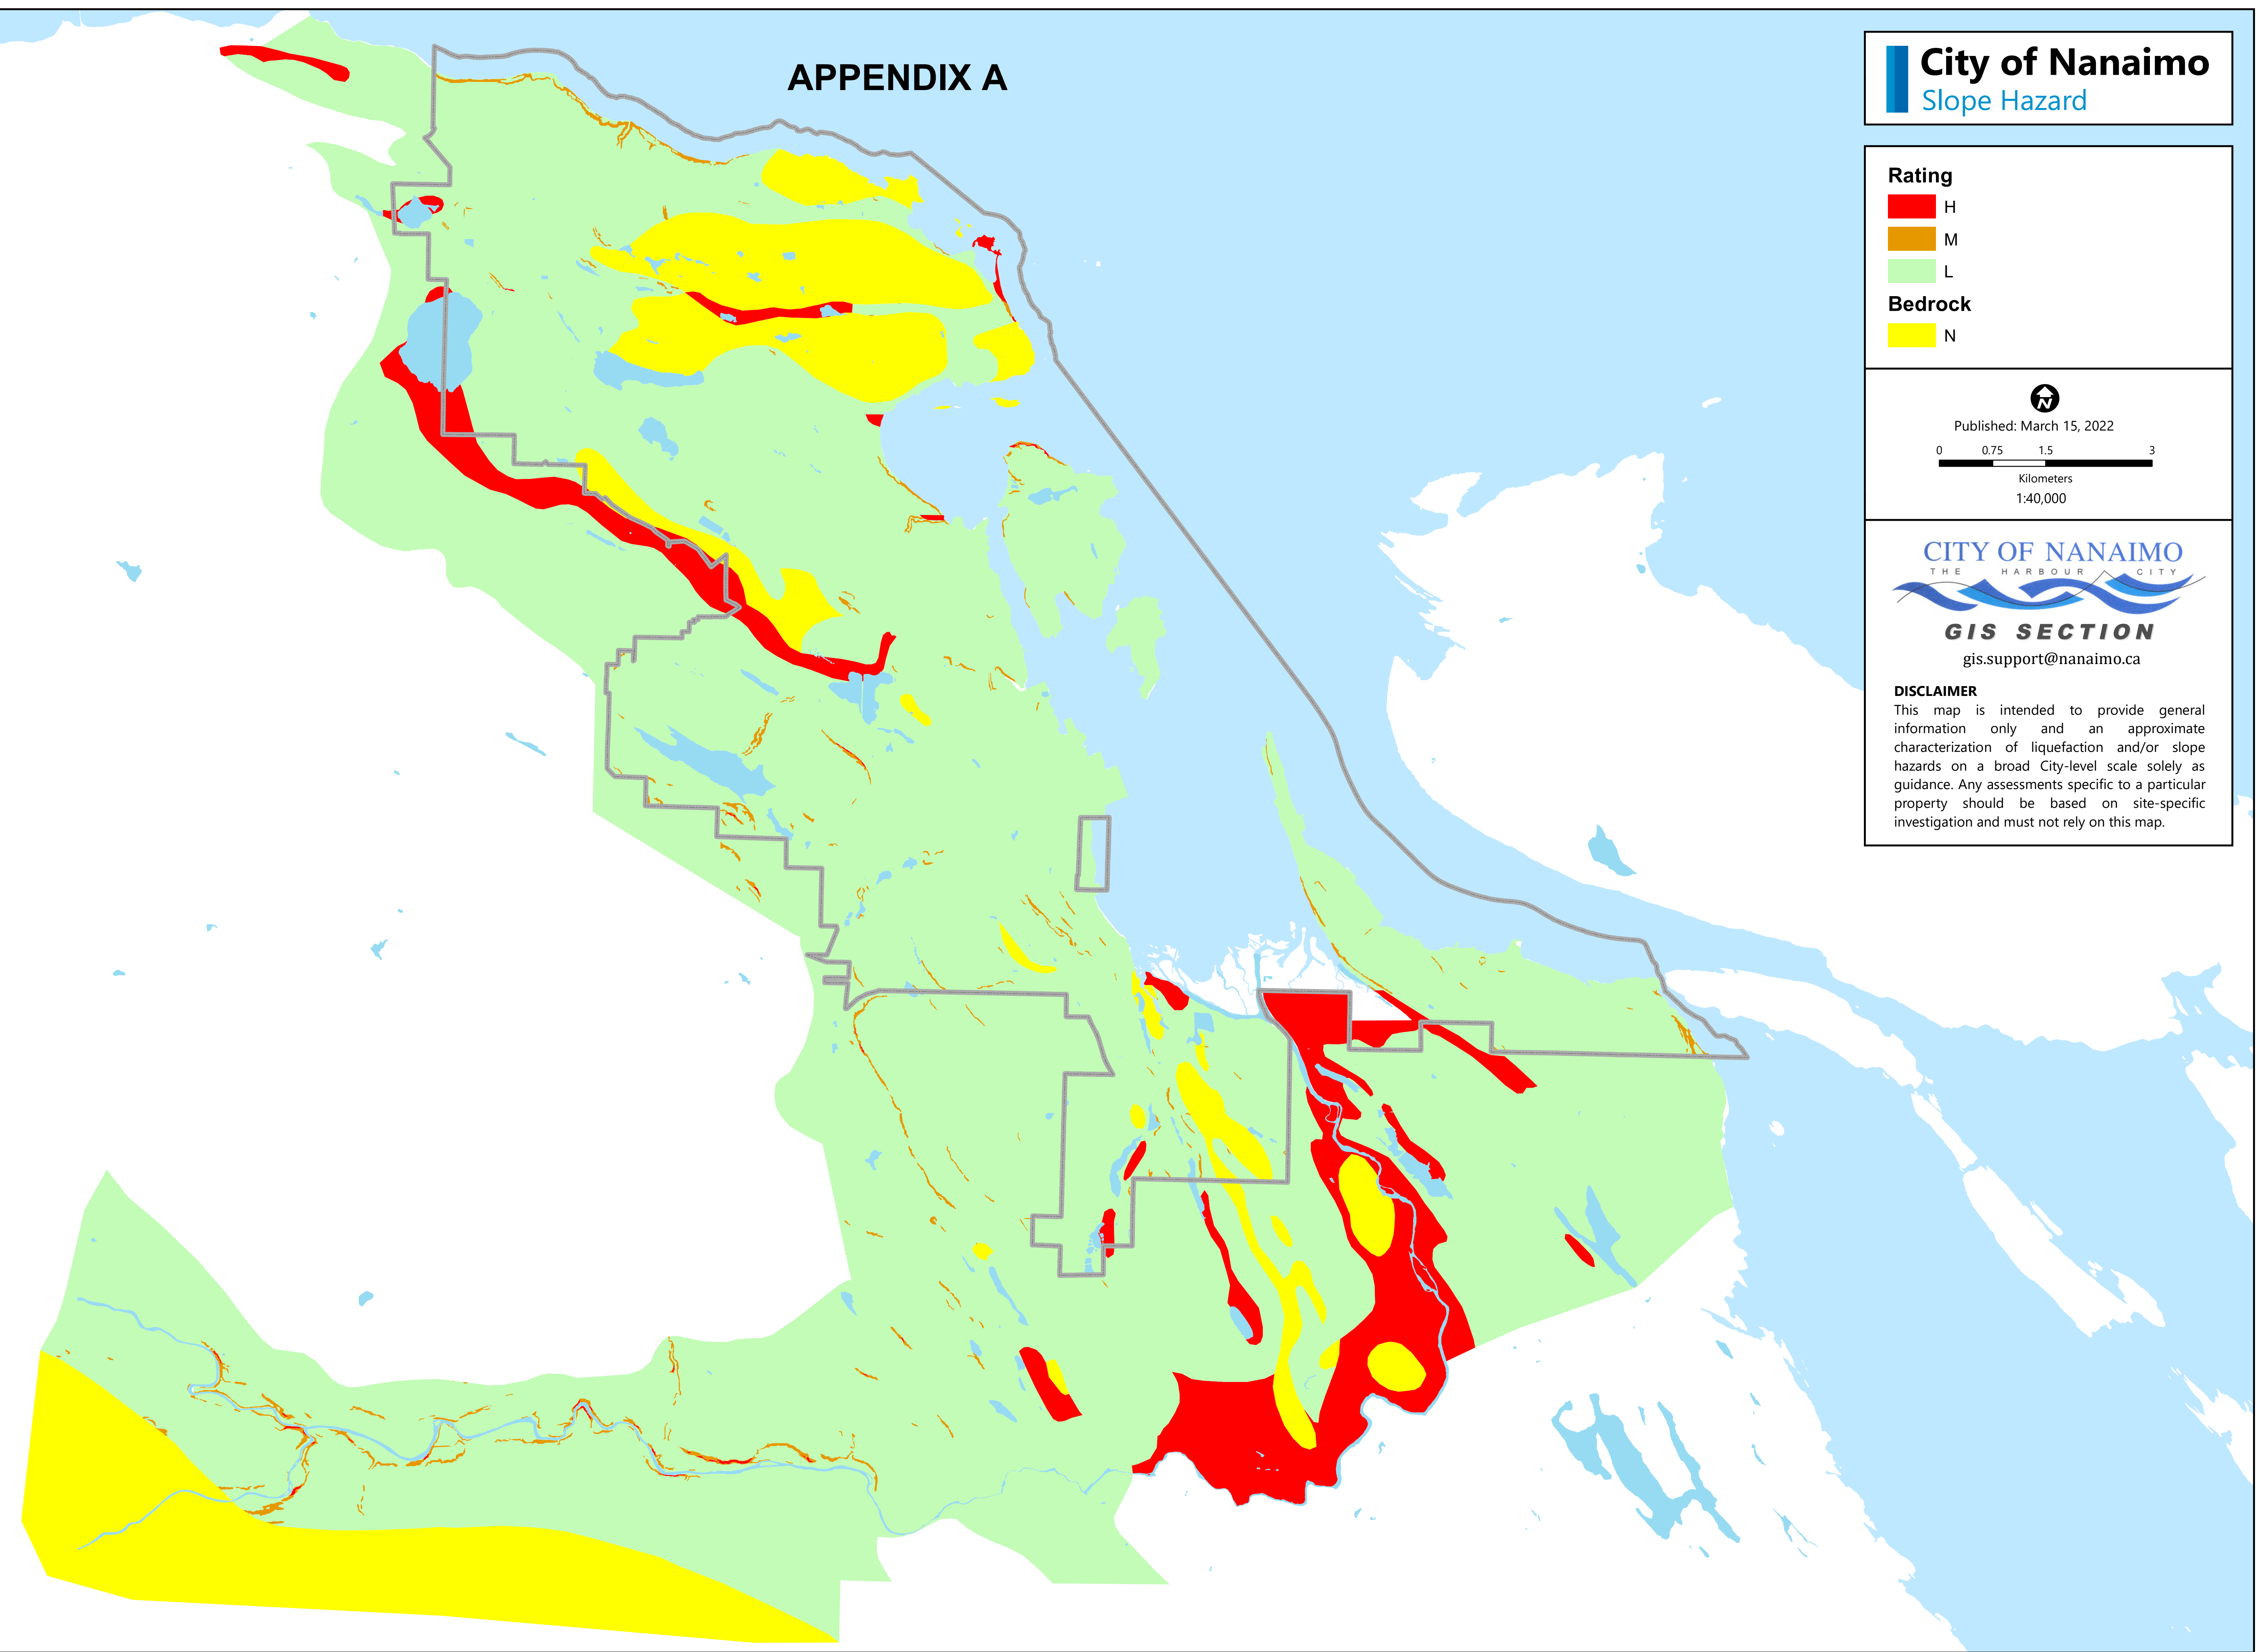 APPENDIX A
City of Nanaimo
Slope Hazard
Rating
H
M
L
Bedrock
N
N
Published: March 15, 2022
0 0.75 1.5 3
Kilometers
1:40,000
CITY OF NANAIMO
THE HARBOUR CITY
GIS SECTION
gis.support@nanaimo.ca
DISCLAIMER
This map is intended to provide general
information only and an approximate
characterization of liquefaction and/or slope
hazards on a broad City-level scale solely as
guidance. Any assessments specific to a particular
property should be based on site-specific
investigation and must not rely on this map.